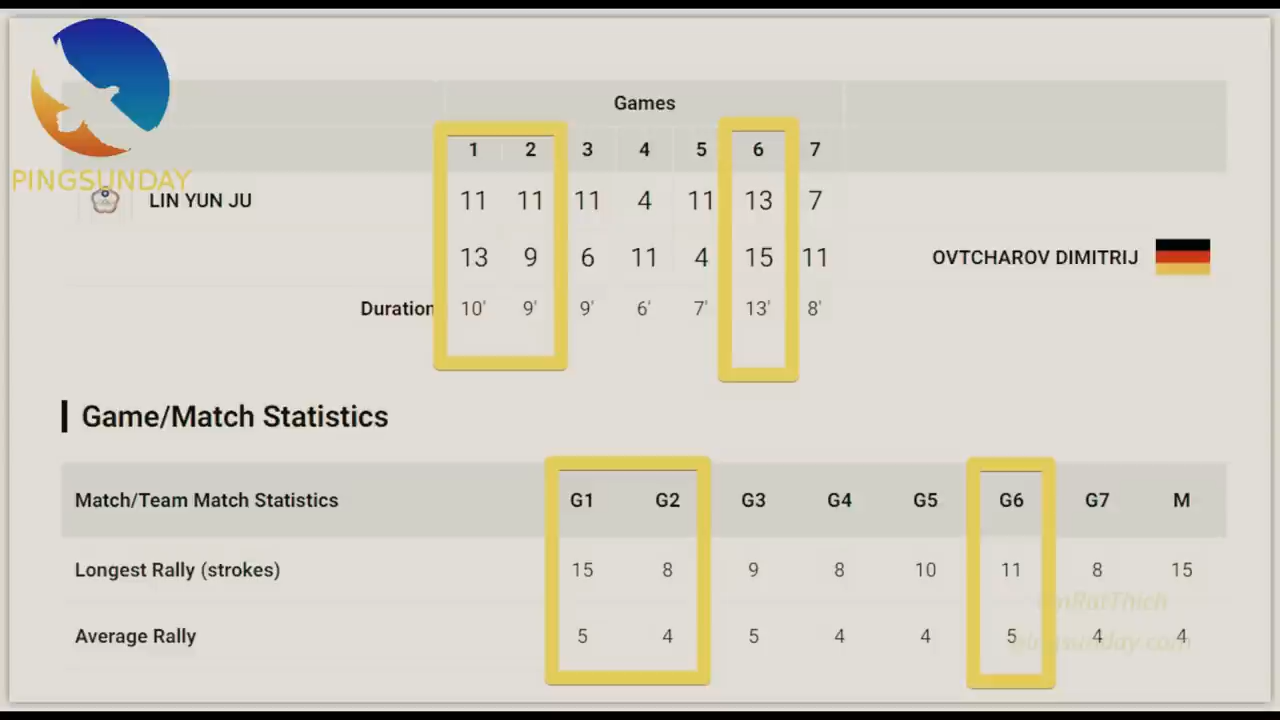 PINGSUNDAY
Games
1 2 3 4 5 6 7
LIN YUN JU 11 11 11 4 11 13 7
13 9 6 11 4 15 11 OVTCHAROV DIMITRIJ
Duration 10' 9' 9' 6' 7' 13' 8'
Game/Match Statistics
Match/Team Match Statistics G1 G2 G3 G4 G5 G6 G7 M
Longest Rally (strokes) 15 8 9 8 10 11 8 15
Average Rally 5 4 5 4 4 5 4 4
pingsunday.com